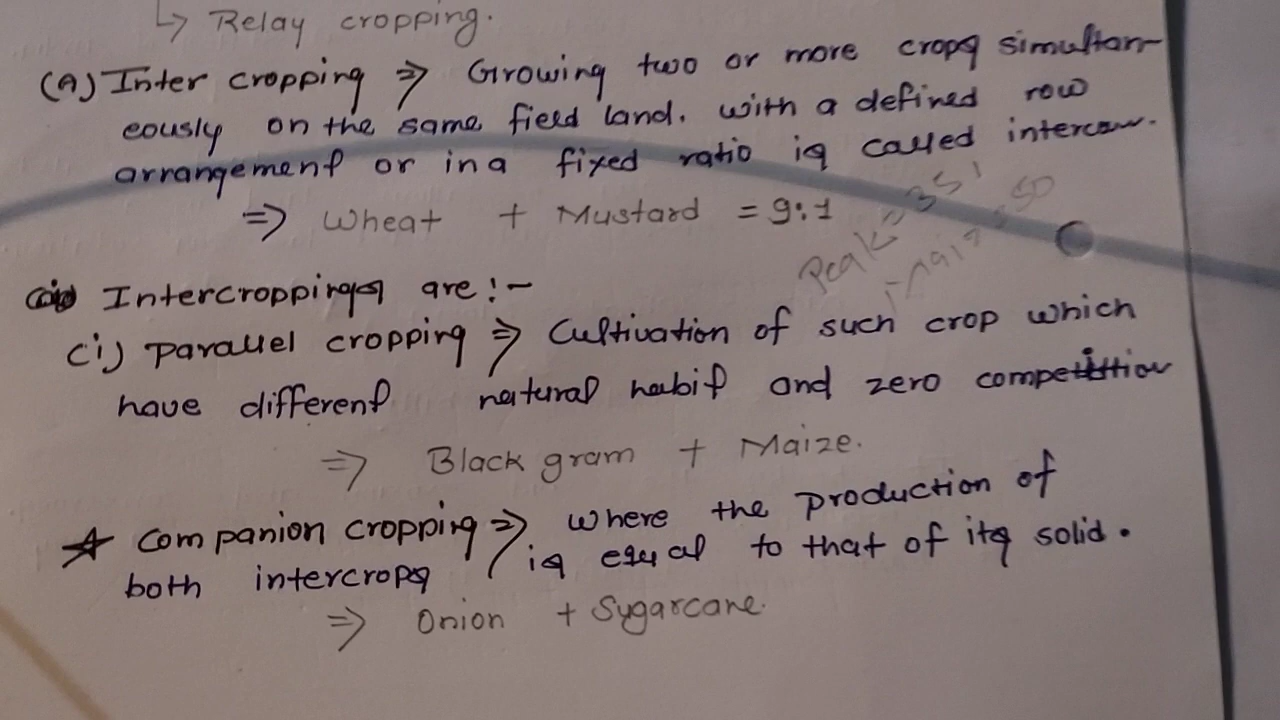 ↳ Relay cropping.
(A) Inter cropping ⇒ Growing two or more crops simultan-
eously on the same field land. with a defined row
arrangement or in a fixed ratio is called
⇒ Wheat + Mustard = 9:1
Intercroppings are :-
(i) parallel cropping ⇒ Cultivation of such crop which
have different natural habit and zero competition
⇒ Black gram + Maize.
☆ Companion cropping ⇒ where the production of
both intercrops is equal to that of its solid.
⇒ Onion + Sugarcane.